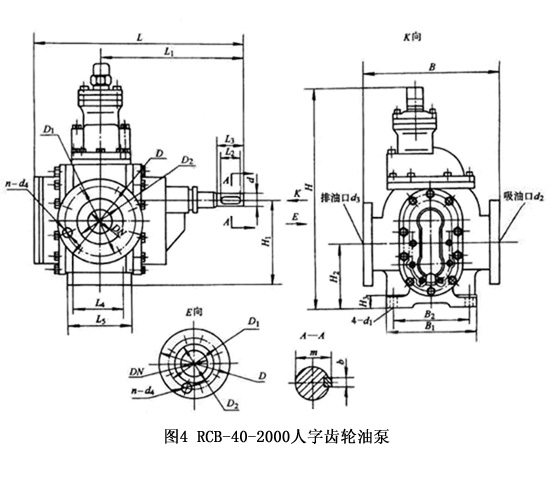 L
L₁
K向
B
D₁
D
D₂
L₃
L₂
A
d
n-d₄
DN
K
E
A
H
H₁
排油口d₃
吸油口d₂
H₂
H₃
L₄
L₅
4-d₁
B₂
B₁
E向
D₁
DN
D
n-d₄
D₂
A—A
m
b
图4 RCB-40-2000人字齿轮油泵